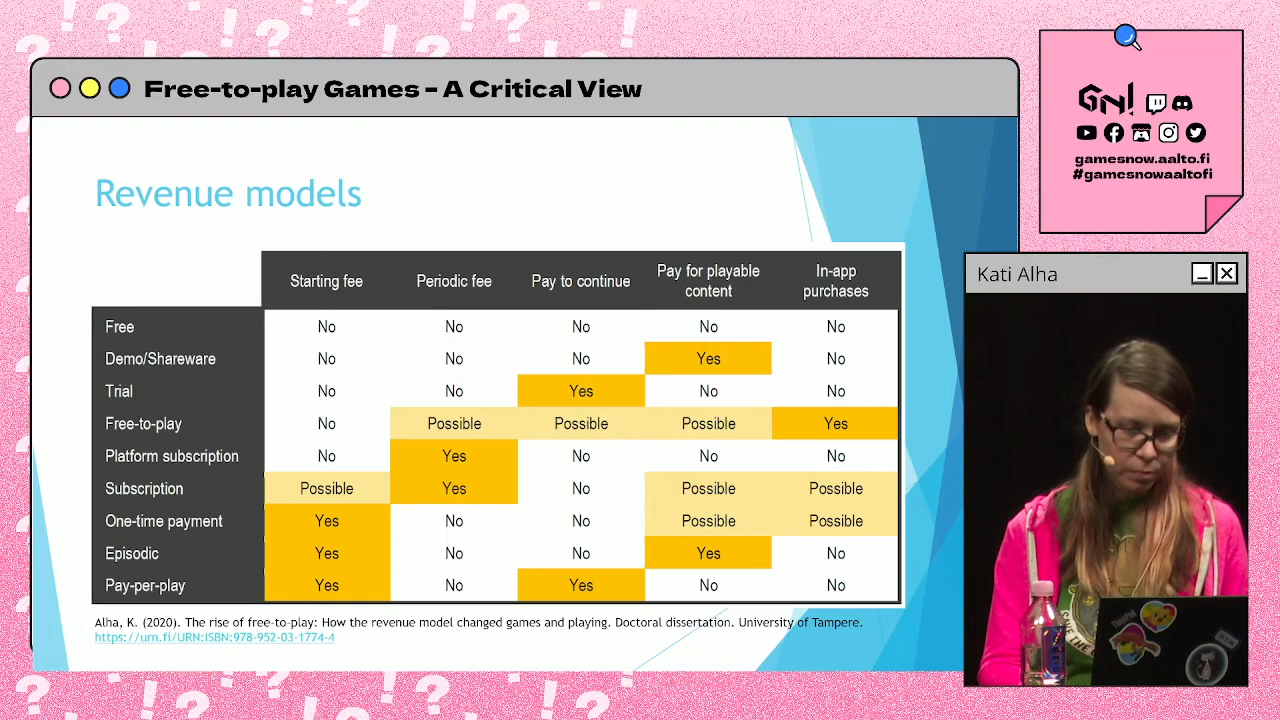 Free-to-play Games – A Critical View
GN!
gamesnow.aalto.fi
#gamesnowaaltofi
Revenue models
Starting fee Periodic fee Pay to continue Pay for playable content In-app purchases
Free No No No No No
Demo/Shareware No No No Yes No
Trial No No Yes No No
Free-to-play No Possible Possible Possible Yes
Platform subscription No Yes No No No
Subscription Possible Yes No Possible Possible
One-time payment Yes No No Possible Possible
Episodic Yes No No Yes No
Pay-per-play Yes No Yes No No
Alha, K. (2020). The rise of free-to-play: How the revenue model changed games and playing. Doctoral dissertation. University of Tampere.
https://urn.fi/URN:ISBN:978-952-03-1774-4
Kati Alha